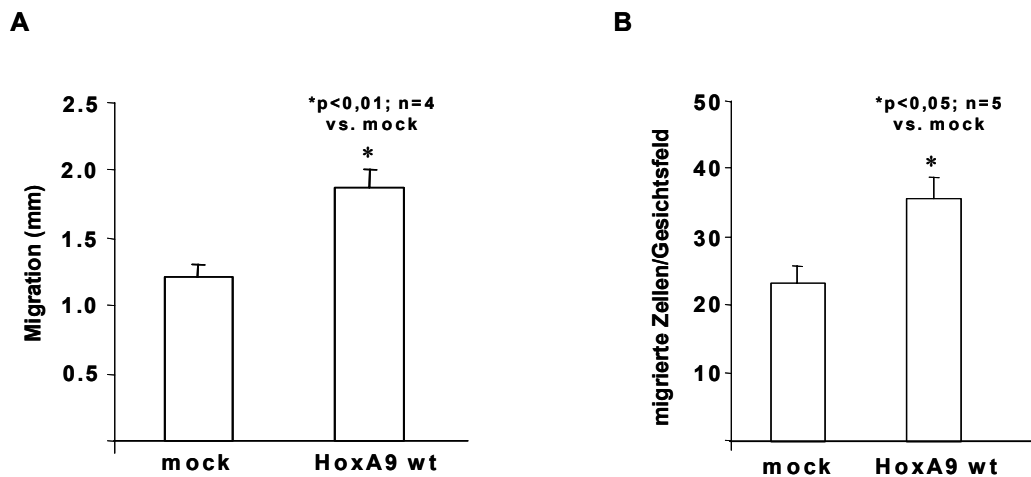 A
*p<0,01; n=4
vs. mock
*
Migration (mm)
2.5
2.0
1.5
1.0
0.5
mock HoxA9 wt
B
*p<0,05; n=5
vs. mock
*
migrierte Zellen/Gesichtsfeld
50
40
30
20
10
mock HoxA9 wt